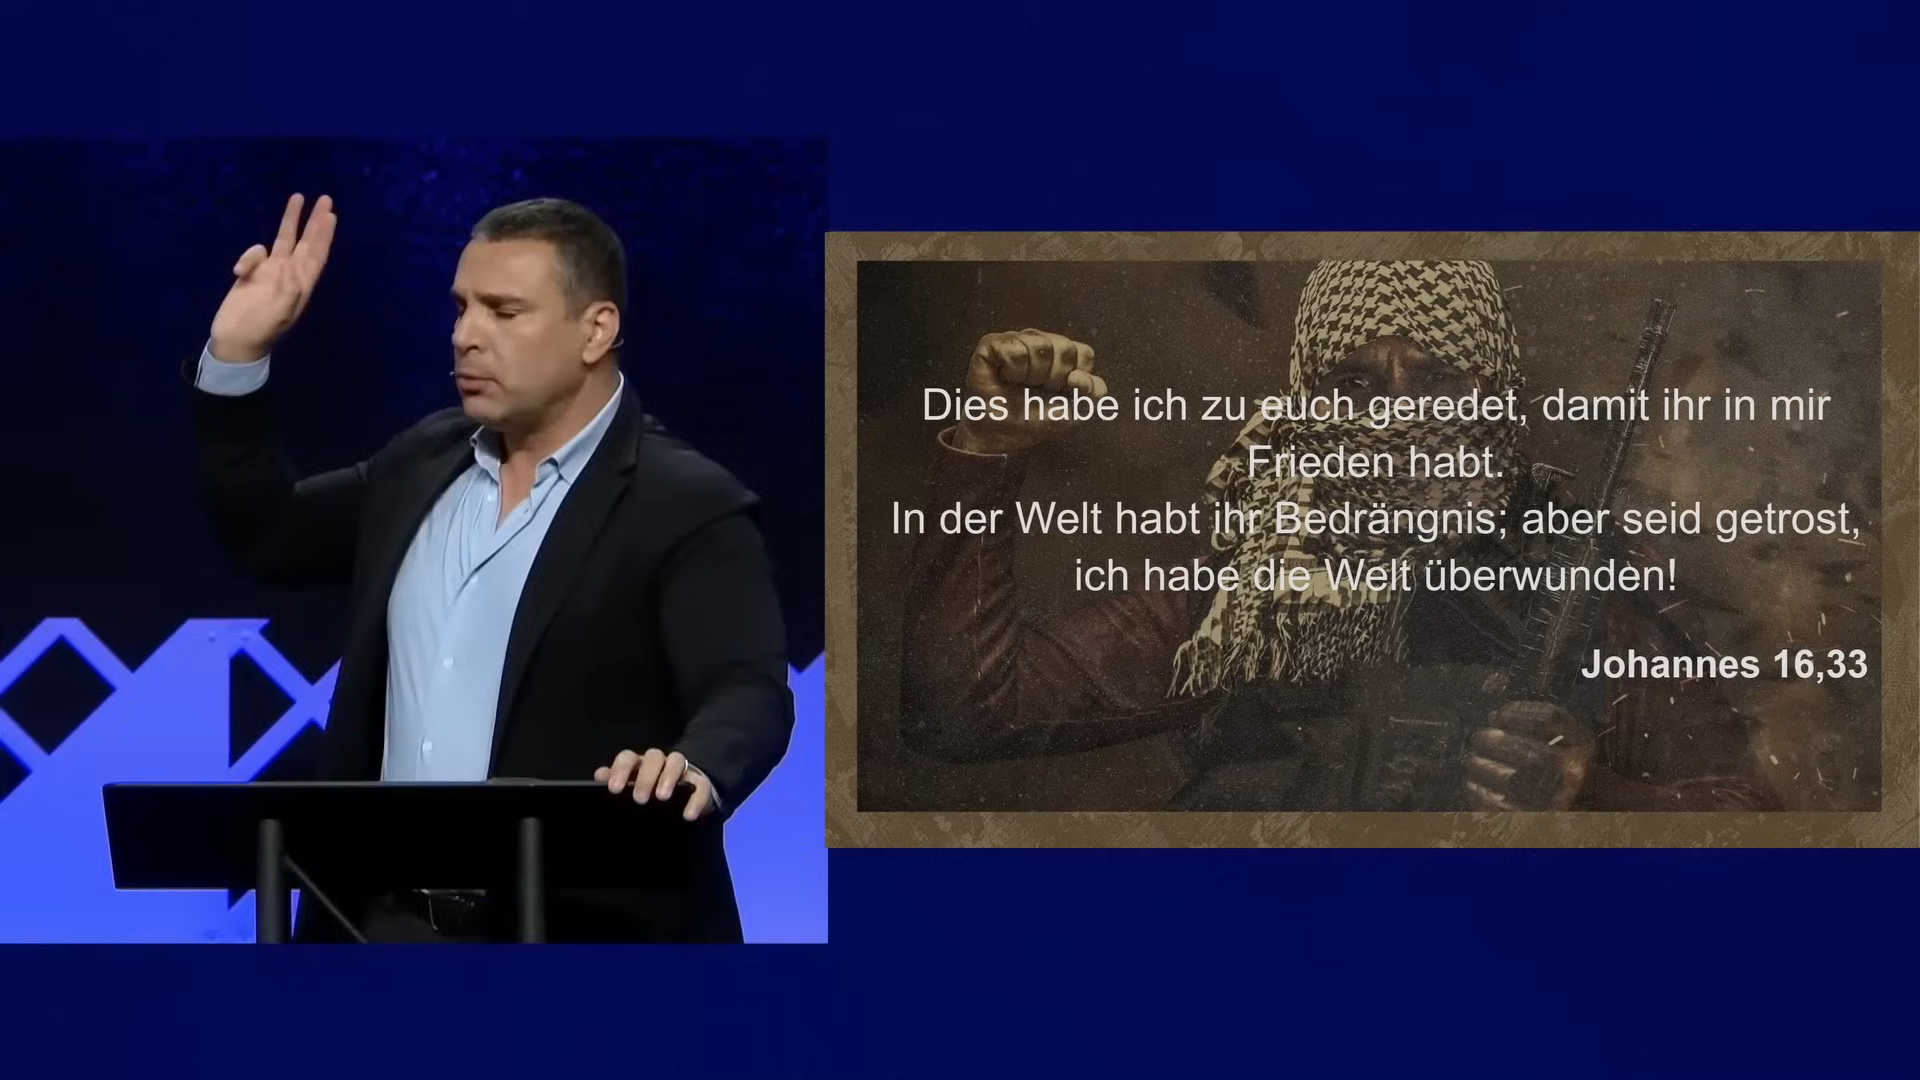 Dies habe ich zu euch geredet, damit ihr in mir
Frieden habt.
In der Welt habt ihr Bedrängnis; aber seid getrost,
ich habe die Welt überwunden!
Johannes 16,33